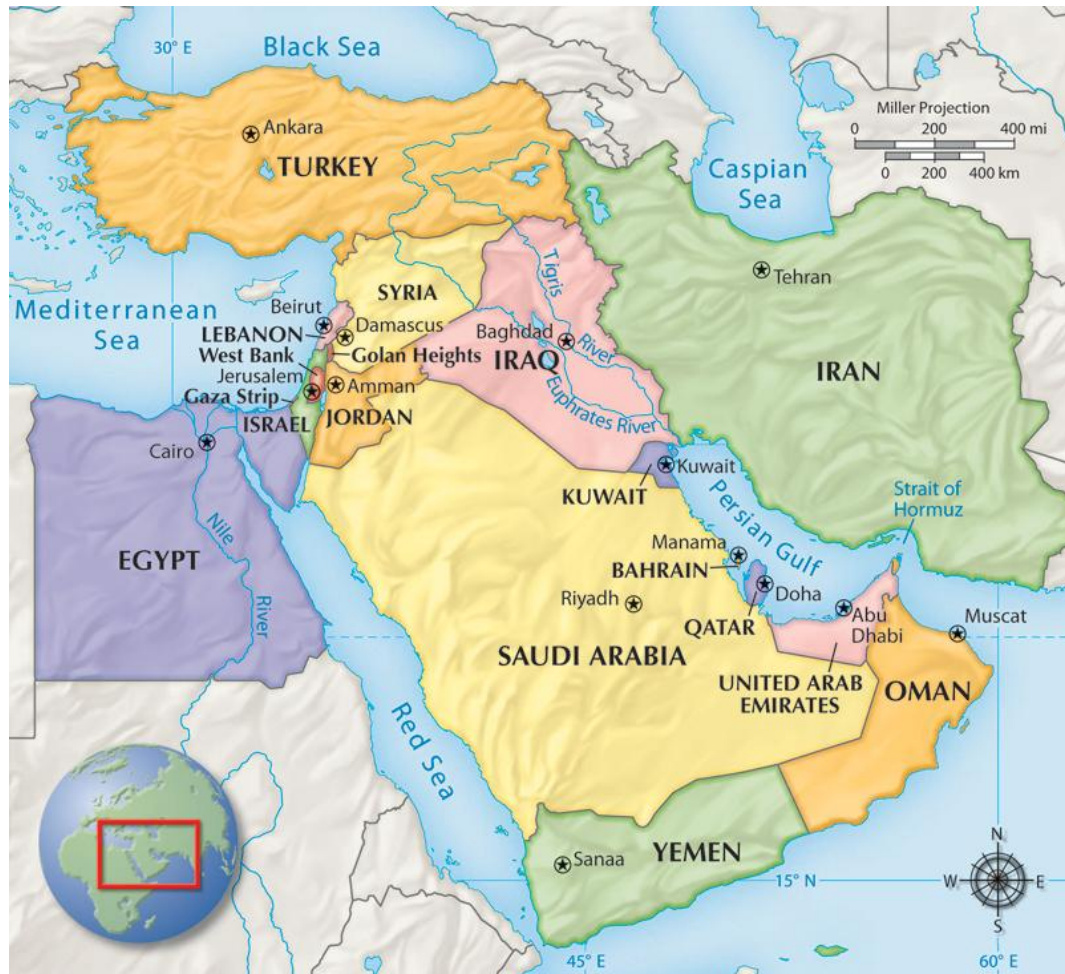 30° E
Black Sea
Miller Projection
0 200 400 mi
0 200 400 km
Ankara
TURKEY
Caspian
Sea
Tehran
Tigris
River
SYRIA
Mediterranean
Sea
Beirut
LEBANON
Damascus
West Bank
Golan Heights
Jerusalem
Gaza Strip
Amman
ISRAEL
JORDAN
Baghdad
IRAQ
Euphrates River
IRAN
Cairo
Nile
River
EGYPT
Kuwait
KUWAIT
Persian Gulf
Strait of
Hormuz
Manama
BAHRAIN
Riyadh
Doha
QATAR
Abu
Dhabi
Muscat
SAUDI ARABIA
UNITED ARAB
EMIRATES
OMAN
Red Sea
Sanaa
YEMEN
15° N
N
W
E
S
45° E
60° E